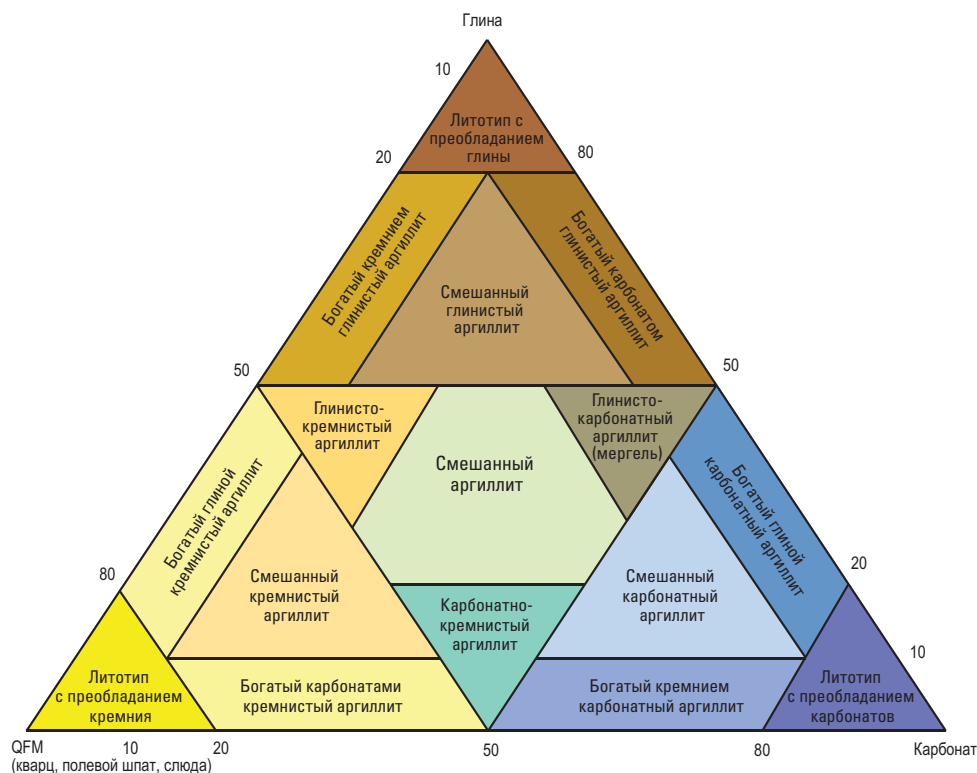 Глина
10
Литотип с
преобладанием
глины
20
80
Богатый кремнием
глинистый аргиллит
Богатый карбонатом
глинистый аргиллит
Смешанный
глинистый
аргиллит
50
50
Глинисто-
кремнистый
аргиллит
Глинисто-
карбонатный
аргиллит
(мергель)
Смешанный
аргиллит
Богатый глиной
кремнистый аргиллит
Богатый глиной
карбонатный аргиллит
80
20
Смешанный
кремнистый
аргиллит
Карбонатно-
кремнистый
аргиллит
Смешанный
карбонатный
аргиллит
10
Литотип
с преобладанием
кремния
Богатый карбонатами
кремнистый аргиллит
Богатый кремнием
карбонатный аргиллит
Литотип
с преобладанием
карбонатов
QFM 10 20 50 80 Карбонат
(кварц, полевой шпат, слюда)